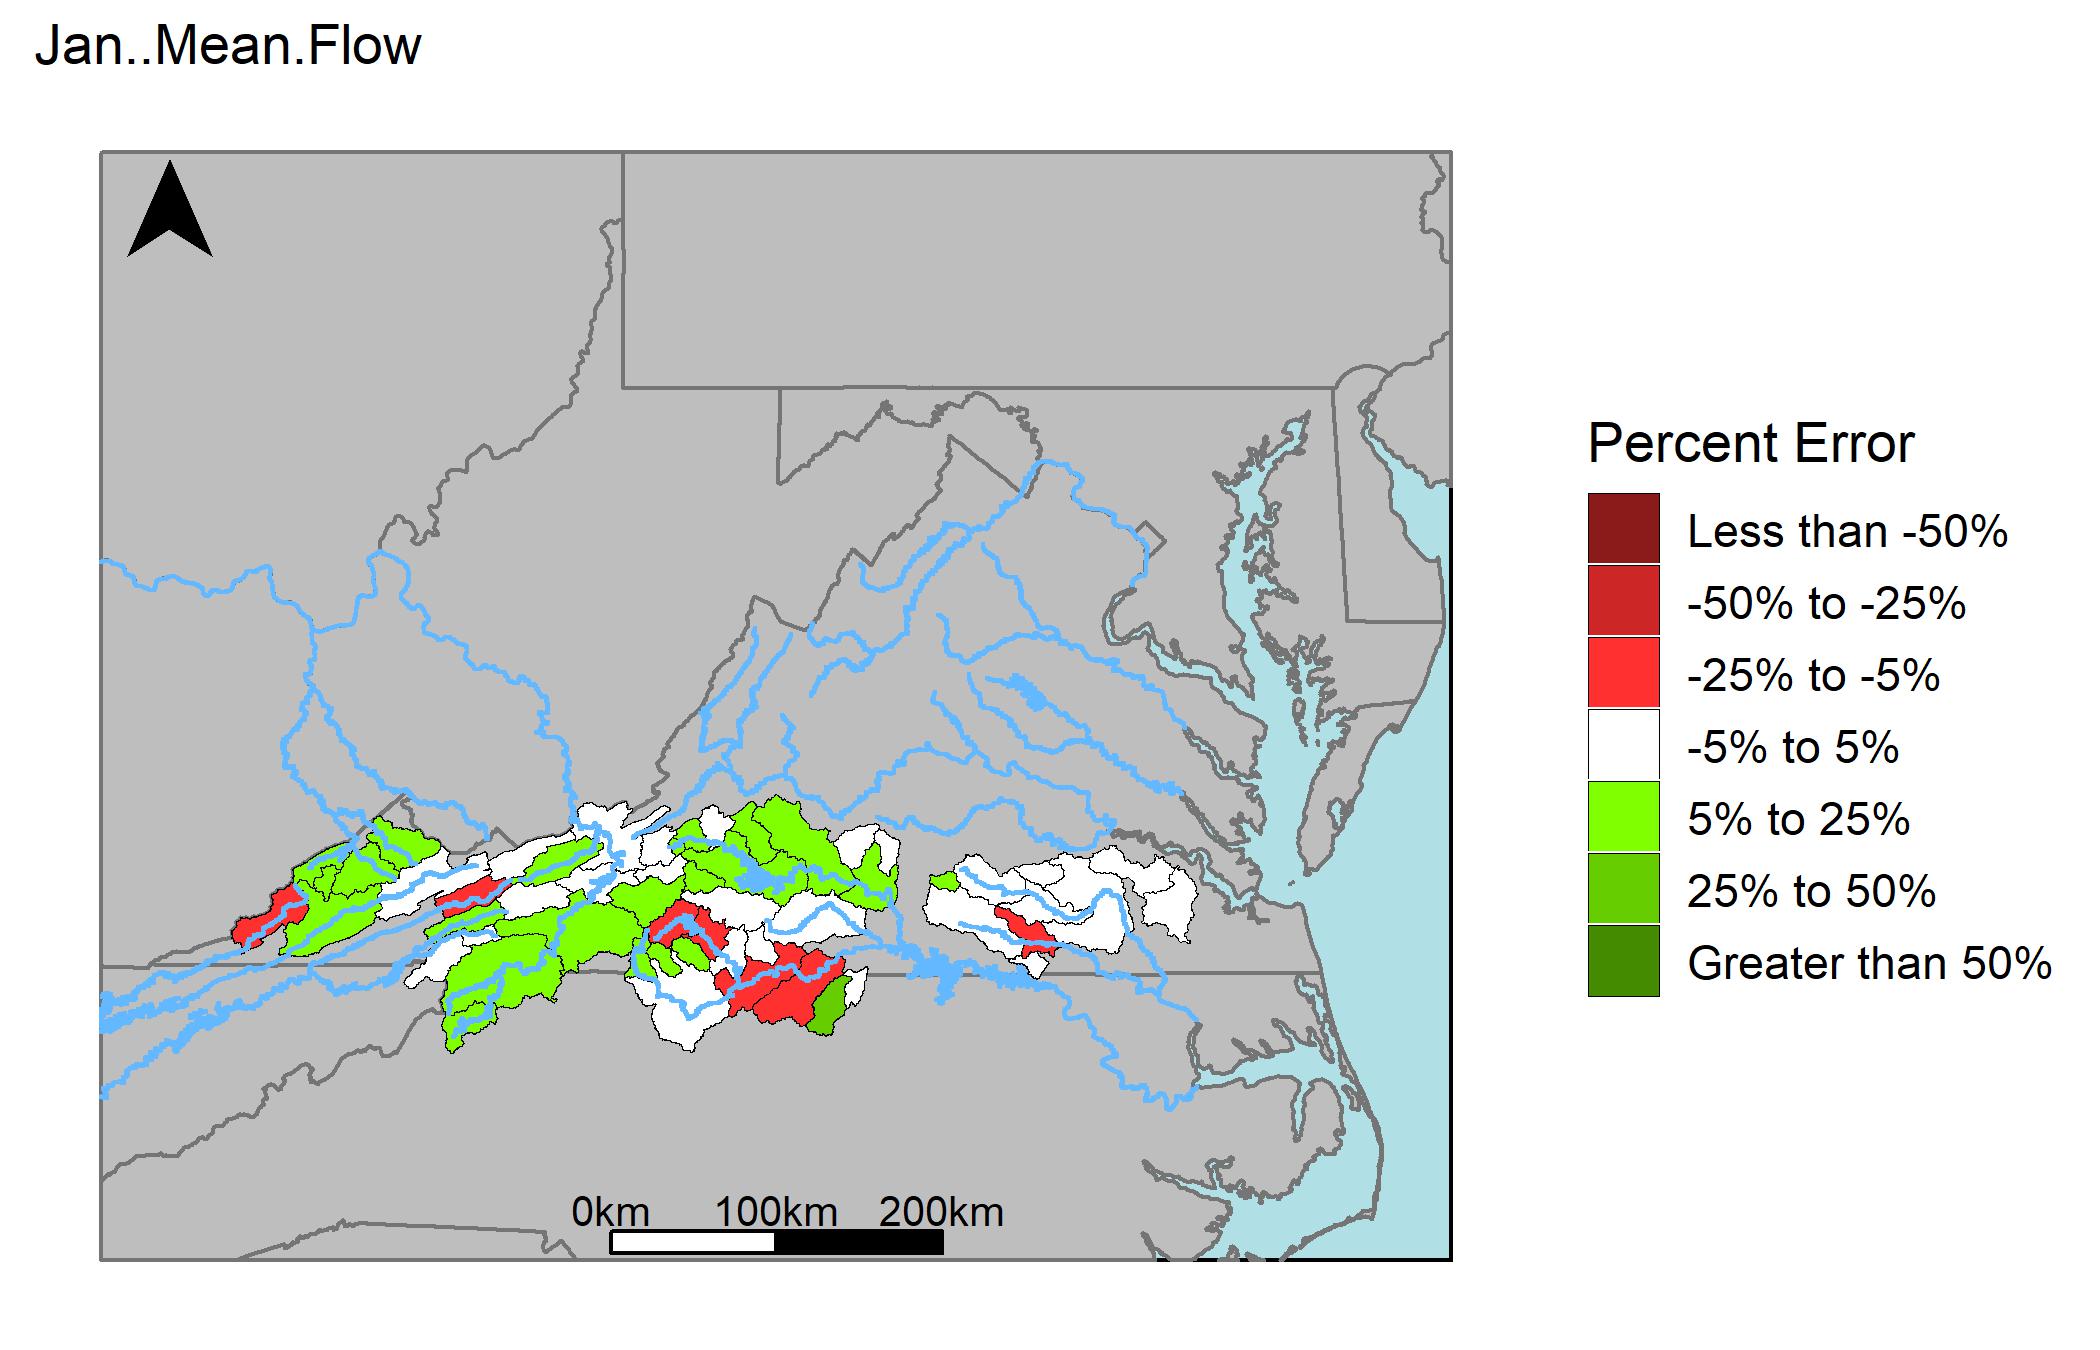 Jan..Mean.Flow
Percent Error
Less than -50%
-50% to -25%
-25% to -5%
-5% to 5%
5% to 25%
25% to 50%
Greater than 50%
0km 100km 200km